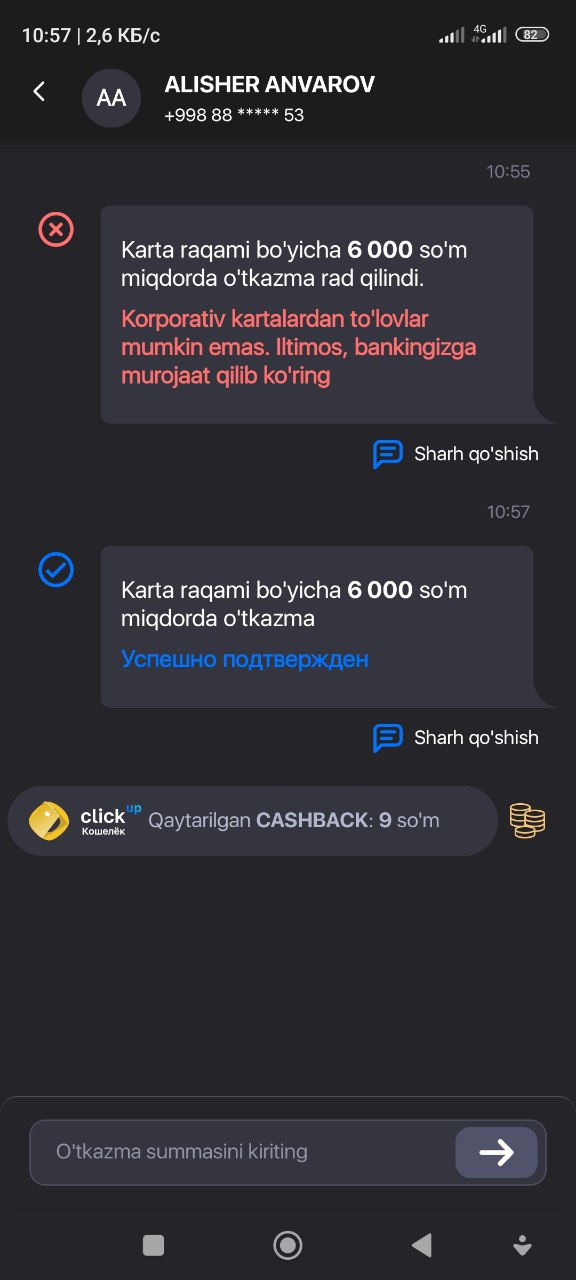 10:57 | 2,6 КБ/с 4G 82
AA
ALISHER ANVAROV
+998 88 ***** 53
10:55
Karta raqami bo'yicha 6 000 so'm
miqdorda o'tkazma rad qilindi.
Korporativ kartalardan to'lovlar
mumkin emas. Iltimos, bankingizga
murojaat qilib ko'ring
Sharh qo'shish
10:57
Karta raqami bo'yicha 6 000 so'm
miqdorda o'tkazma
Успешно подтвержден
Sharh qo'shish
click up
Кошелёк
Qaytarilgan CASHBACK: 9 so'm
O'tkazma summasini kiriting